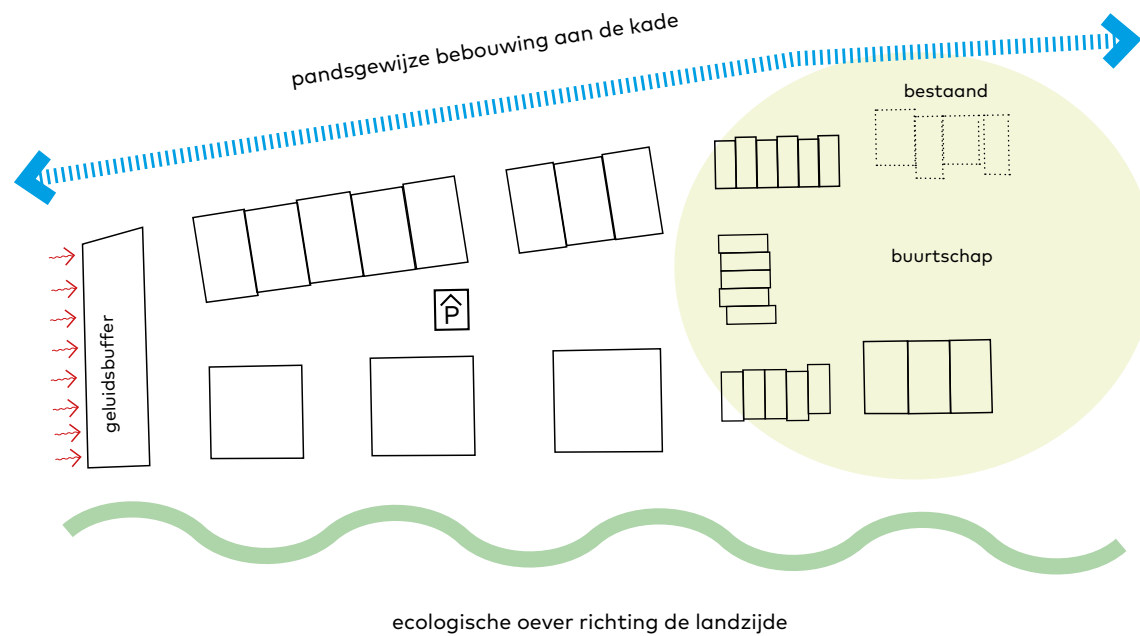 pandsgewijze bebouwing aan de kade
bestaand
buurtschap
P
geluidsbuffer
ecologische oever richting de landzijde